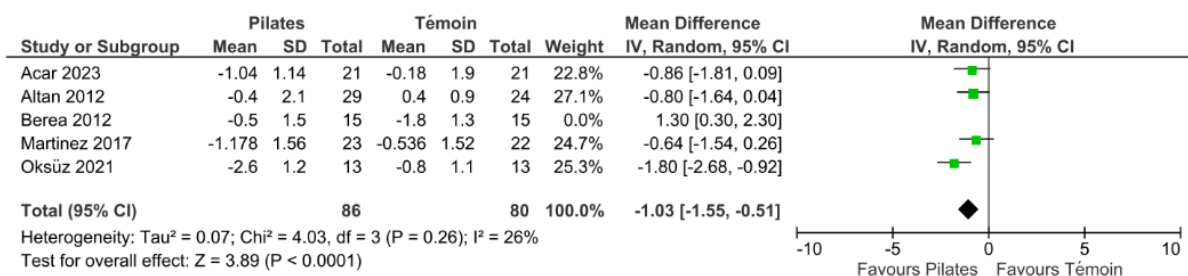 Pilates Témoin Mean Difference Mean Difference
Study or Subgroup Mean SD Total Mean SD Total Weight IV, Random, 95% CI IV, Random, 95% CI
Acar 2023 -1.04 1.14 21 -0.18 1.9 21 22.8% -0.86 [-1.81, 0.09]
Altan 2012 -0.4 2.1 29 0.4 0.9 24 27.1% -0.80 [-1.64, 0.04]
Berea 2012 -0.5 1.5 15 -1.8 1.3 15 0.0% 1.30 [0.30, 2.30]
Martinez 2017 -1.178 1.56 23 -0.536 1.52 22 24.7% -0.64 [-1.54, 0.26]
Oksüz 2021 -2.6 1.2 13 -0.8 1.1 13 25.3% -1.80 [-2.68, -0.92]
Total (95% CI) 86 80 100.0% -1.03 [-1.55, -0.51]
Heterogeneity: Tau² = 0.07; Chi² = 4.03, df = 3 (P = 0.26); I² = 26%
Test for overall effect: Z = 3.89 (P < 0.0001)
-10 -5 0 5 10
Favours Pilates Favours Témoin